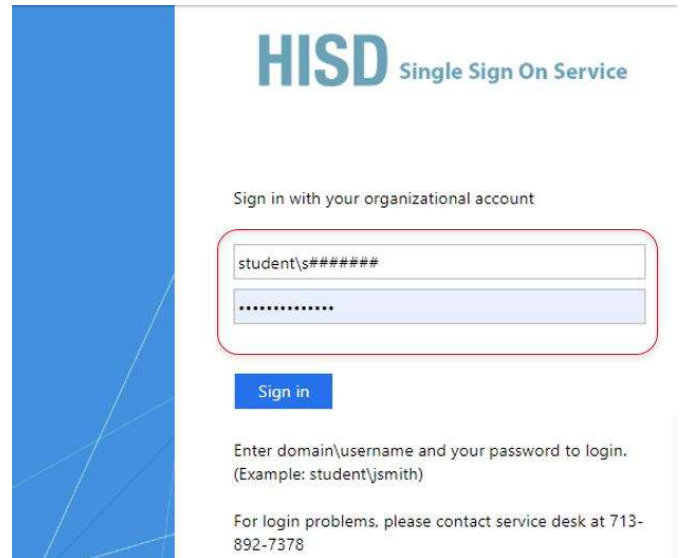 HISD Single Sign On Service
Sign in with your organizational account
student\s#######
••••••••••••••
Sign in
Enter domain\username and your password to login.
(Example: student\jsmith)
For login problems, please contact service desk at 713-
892-7378